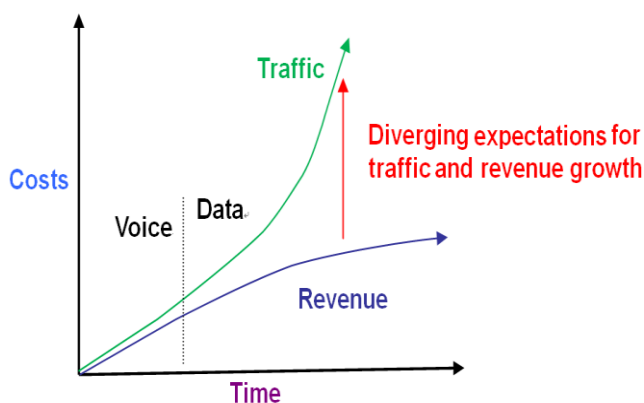 Traffic
Diverging expectations for
traffic and revenue growth
Costs
Voice
Data
Revenue
Time